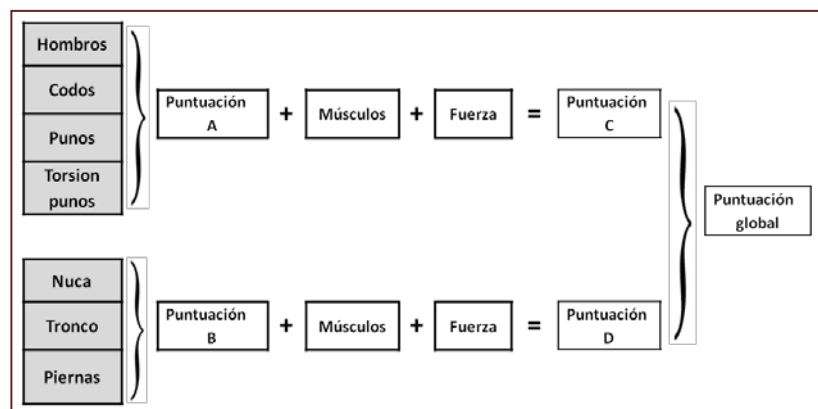 Hombros
Codos
Punos
Torsion
punos
Puntuación
A
+
Músculos
+
Fuerza
=
Puntuación
C
Puntuación
global
Nuca
Tronco
Piernas
Puntuación
B
+
Músculos
+
Fuerza
=
Puntuación
D